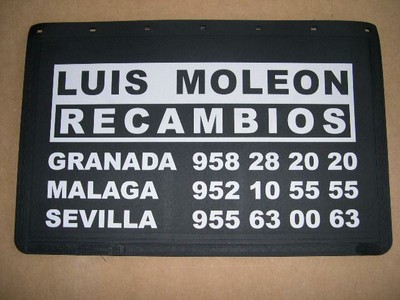 LUIS MOLEON
RECAMBIOS
GRANADA 958 28 20 20
MALAGA 952 10 55 55
SEVILLA 955 63 00 63